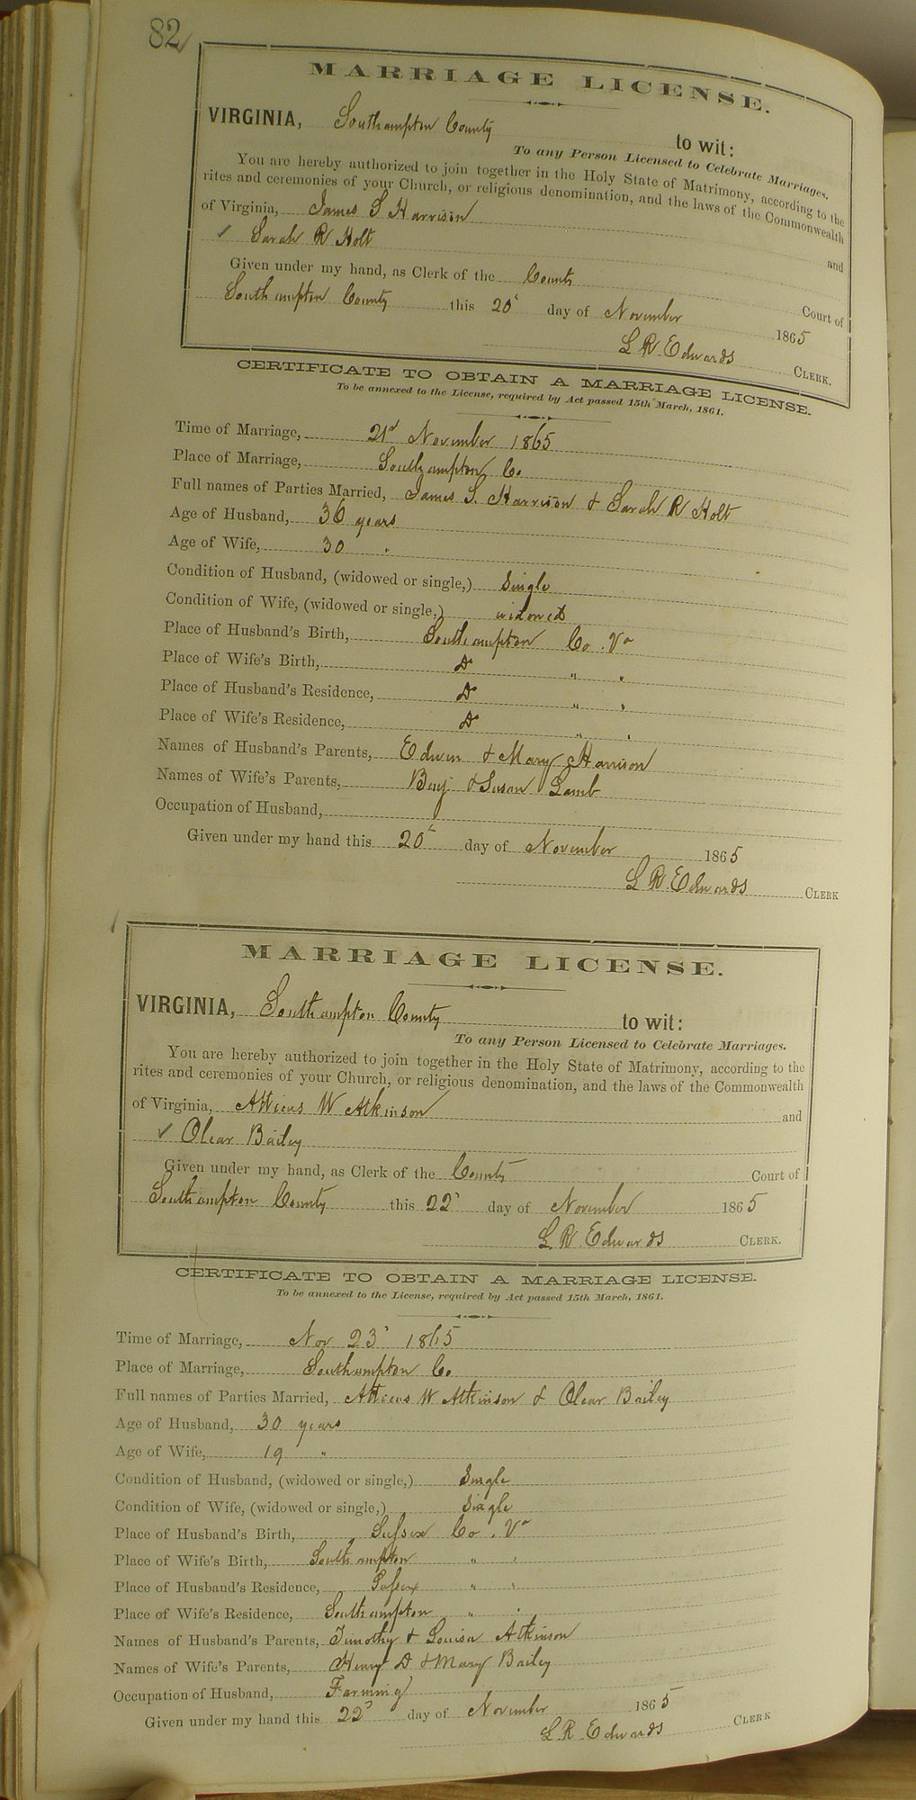 82
MARRIAGE LICENSE.
VIRGINIA, Southampton County to wit:
To any Person Licensed to Celebrate Marriages.
You are hereby authorized to join together in the Holy State of Matrimony, according to the
rites and ceremonies of your Church, or religious denomination, and the laws of the Commonwealth
of Virginia, James S Harrison and
✓ Sarah R Holt
Given under my hand, as Clerk of the County Court of
Southampton County this 20' day of November 1865
L R. Edwards CLERK.
CERTIFICATE TO OBTAIN A MARRIAGE LICENSE.
To be annexed to the License, required by Act passed 15th March, 1861.
Time of Marriage, 21st November 1865
Place of Marriage, Southampton Co.
Full names of Parties Married, James S. Harrison & Sarah R Holt
Age of Husband, 36 years
Age of Wife, 30 "
Condition of Husband, (widowed or single,) Single
Condition of Wife, (widowed or single,) widowed
Place of Husband's Birth, Southampton Co. Va
Place of Wife's Birth, Do " "
Place of Husband's Residence, Do " "
Place of Wife's Residence, Do " "
Names of Husband's Parents, Edwin & Mary Harrison
Names of Wife's Parents, Benj & Susan Lamb
Occupation of Husband,
Given under my hand this 20th day of November 1865
L R Edwards CLERK
MARRIAGE LICENSE.
VIRGINIA, Southampton County to wit:
To any Person Licensed to Celebrate Marriages.
You are hereby authorized to join together in the Holy State of Matrimony, according to the
rites and ceremonies of your Church, or religious denomination, and the laws of the Commonwealth
of Virginia, Atticus W Atkinson and
✓ Olear Bailey
Given under my hand, as Clerk of the County Court of
Southampton County this 22' day of November 1865
L. R. Edwards CLERK.
CERTIFICATE TO OBTAIN A MARRIAGE LICENSE.
To be annexed to the License, required by Act passed 15th March, 1861.
Time of Marriage, Nov 23' 1865
Place of Marriage, Southampton Co.
Full names of Parties Married, Atticus W Atkinson & Olear Bailey
Age of Husband, 30 years
Age of Wife, 19 "
Condition of Husband, (widowed or single,) Single
Condition of Wife, (widowed or single,) Single
Place of Husband's Birth, Sussex Co. Va
Place of Wife's Birth, Southampton " "
Place of Husband's Residence, Sussex " "
Place of Wife's Residence, Southampton " "
Names of Husband's Parents, Timothy & Louisa Atkinson
Names of Wife's Parents, Henry D & Mary Bailey
Occupation of Husband, Farming
Given under my hand this 22' day of November 1865
L. R. Edwards CLERK